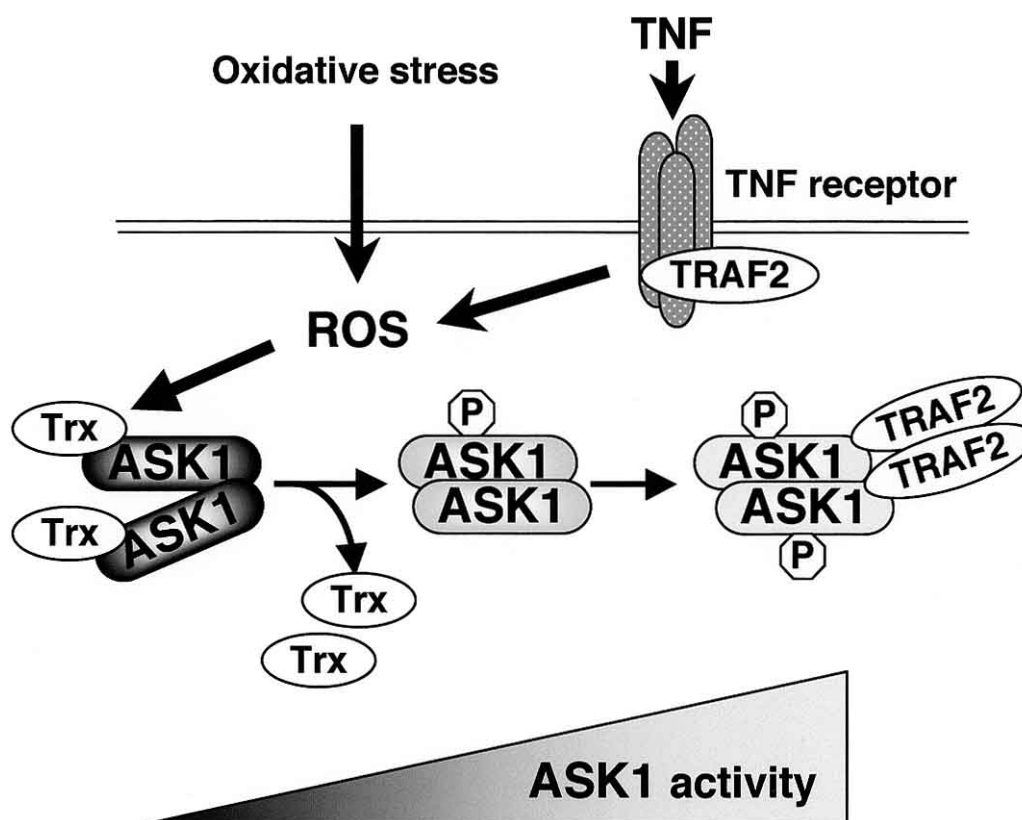 TNF
Oxidative stress
TNF receptor
TRAF2
ROS
Trx
ASK1
Trx
ASK1
P
ASK1
ASK1
P
ASK1
ASK1
P
TRAF2
TRAF2
Trx
Trx
ASK1 activity